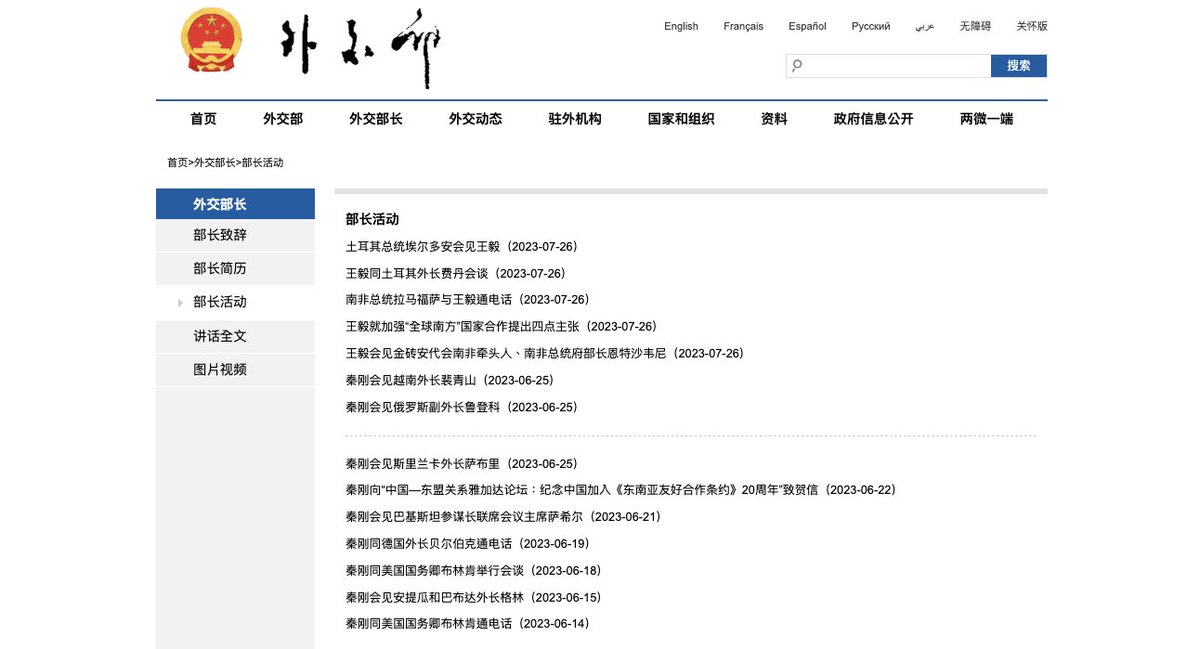 外交部
English Français Español Русский عربي 无障碍 关怀版
搜索
首页 外交部 外交部长 外交动态 驻外机构 国家和组织 资料 政府信息公开 两微一端
首页>外交部长>部长活动
外交部长
部长致辞
部长简历
部长活动
讲话全文
图片视频
部长活动
土耳其总统埃尔多安会见王毅（2023-07-26）
王毅同土耳其外长费丹会谈（2023-07-26）
南非总统拉马福萨与王毅通电话（2023-07-26）
王毅就加强“全球南方”国家合作提出四点主张（2023-07-26）
王毅会见金砖安代会南非牵头人、南非总统府部长恩特沙韦尼（2023-07-26）
秦刚会见越南外长裴青山（2023-06-25）
秦刚会见俄罗斯副外长鲁登科（2023-06-25）
秦刚会见斯里兰卡外长萨布里（2023-06-25）
秦刚向“中国—东盟关系雅加达论坛：纪念中国加入《东南亚友好合作条约》20周年”致贺信（2023-06-22）
秦刚会见巴基斯坦参谋长联席会议主席萨希尔（2023-06-21）
秦刚同德国外长贝尔伯克通电话（2023-06-19）
秦刚同美国国务卿布林肯举行会谈（2023-06-18）
秦刚会见安提瓜和巴布达外长格林（2023-06-15）
秦刚同美国国务卿布林肯通电话（2023-06-14）